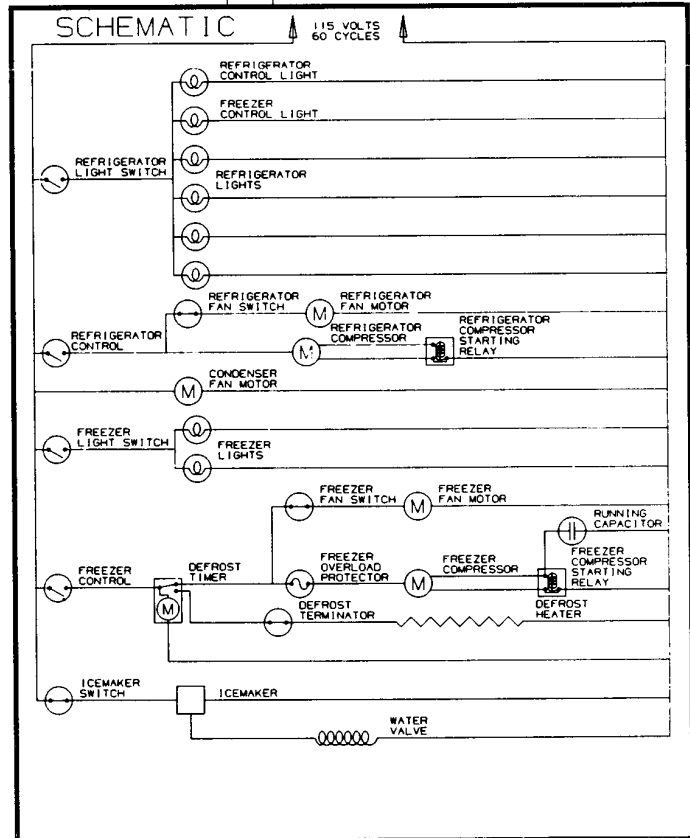 SCHEMATIC
115 VOLTS
60 CYCLES
REFRIGERATOR
CONTROL LIGHT
FREEZER
CONTROL LIGHT
REFRIGERATOR
LIGHT SWITCH
REFRIGERATOR
LIGHTS
REFRIGERATOR
FAN SWITCH
M
REFRIGERATOR
FAN MOTOR
REFRIGERATOR
CONTROL
M
REFRIGERATOR
COMPRESSOR
REFRIGERATOR
COMPRESSOR
STARTING
RELAY
M
CONDENSER
FAN MOTOR
FREEZER
LIGHT SWITCH
FREEZER
LIGHTS
FREEZER
FAN SWITCH
M
FREEZER
FAN MOTOR
RUNNING
CAPACITOR
FREEZER
CONTROL
M
DEFROST
TIMER
FREEZER
OVERLOAD
PROTECTOR
M
FREEZER
COMPRESSOR
FREEZER
COMPRESSOR
STARTING
RELAY
DEFROST
TERMINATOR
DEFROST
HEATER
ICEMAKER
SWITCH
ICEMAKER
WATER
VALVE